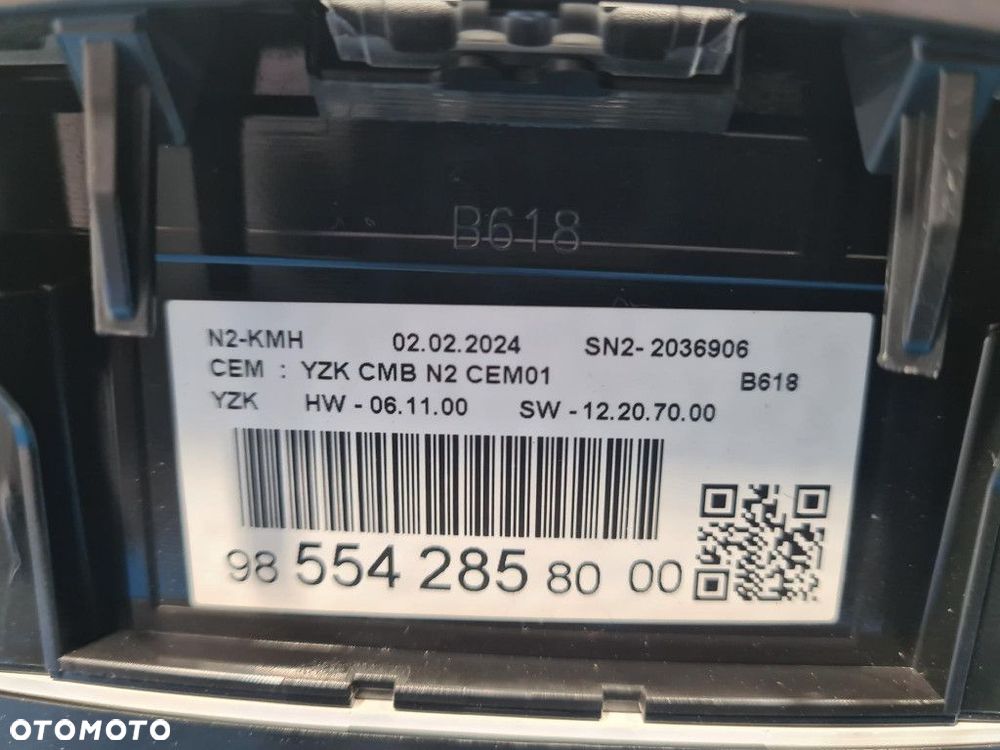 B618
N2-KMH 02.02.2024 SN2- 2036906
CEM : YZK CMB N2 CEM01 B618
YZK HW - 06.11.00 SW - 12.20.70.00
98 554 285 80 00
OTOMOTO